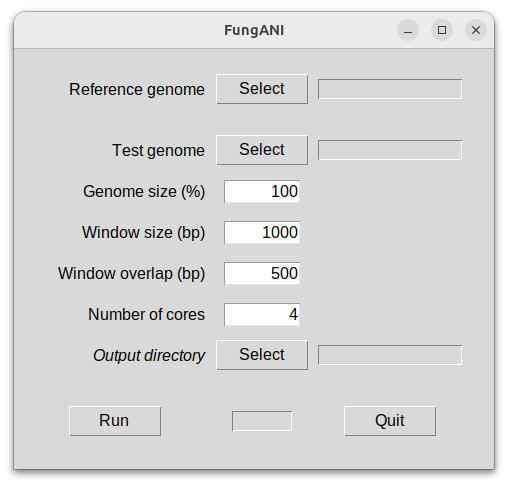 FungANI
Reference genome Select
Test genome Select
Genome size (%) 100
Window size (bp) 1000
Window overlap (bp) 500
Number of cores 4
Output directory Select
Run Quit